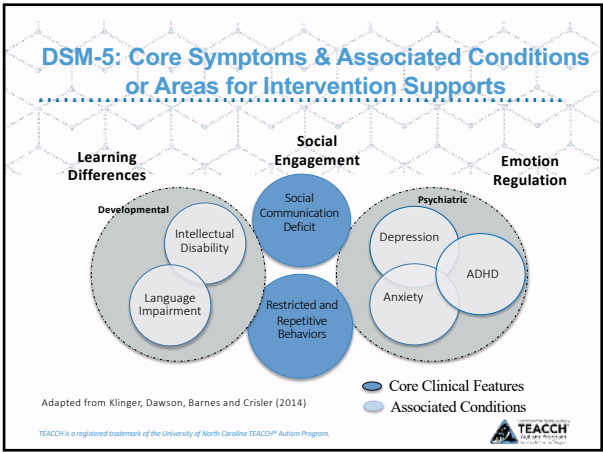 DSM-5: Core Symptoms & Associated Conditions
or Areas for Intervention Supports
Learning
Differences
Social
Engagement
Emotion
Regulation
Developmental
Intellectual
Disability
Language
Impairment
Social
Communication
Deficit
Restricted and
Repetitive
Behaviors
Psychiatric
Depression
Anxiety
ADHD
Core Clinical Features
Associated Conditions
Adapted from Klinger, Dawson, Barnes and Crisler (2014)
TEACCH is a registered trademark of the University of North Carolina TEACCH® Autism Program.
TEACCH
Autism Program